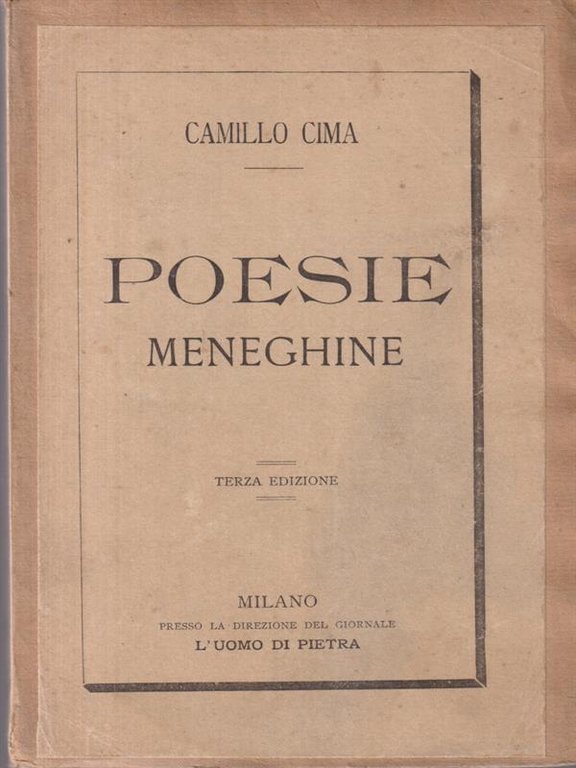 CAMILLO CIMA
POESIE
MENEGHINE
TERZA EDIZIONE
MILANO
PRESSO LA DIREZIONE DEL GIORNALE
L'UOMO DI PIETRA